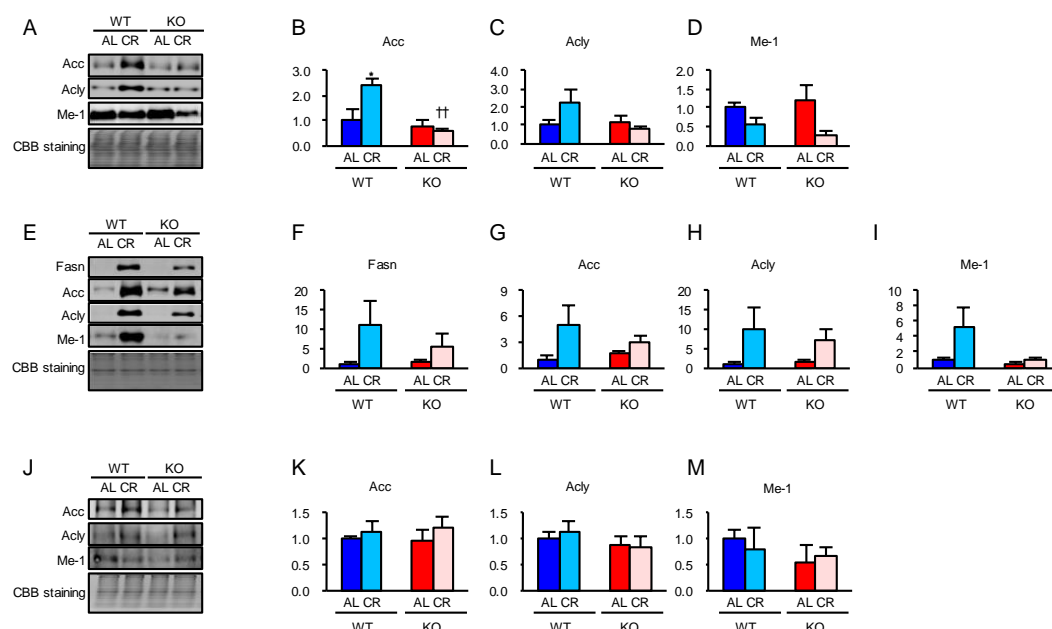 A
WT KO
AL CR AL CR
Acc
Acly
Me-1
CBB staining
B
Acc
3.0
2.0
1.0
0.0
*
††
AL CR AL CR
WT KO
C
Acly
4.0
3.0
2.0
1.0
0.0
AL CR AL CR
WT KO
D
Me-1
2.0
1.5
1.0
0.5
0.0
AL CR AL CR
WT KO
E
WT KO
AL CR AL CR
Fasn
Acc
Acly
Me-1
CBB staining
F
Fasn
20
15
10
5
0
AL CR AL CR
WT KO
G
Acc
9
6
3
0
AL CR AL CR
WT KO
H
Acly
20
15
10
5
0
AL CR AL CR
WT KO
I
Me-1
10
8
6
4
2
0
AL CR AL CR
WT KO
J
WT KO
AL CR AL CR
Acc
Acly
Me-1
CBB staining
K
Acc
1.5
1.0
0.5
0.0
AL CR AL CR
WT KO
L
Acly
1.5
1.0
0.5
0.0
AL CR AL CR
WT KO
M
Me-1
1.5
1.0
0.5
0.0
AL CR AL CR
WT KO